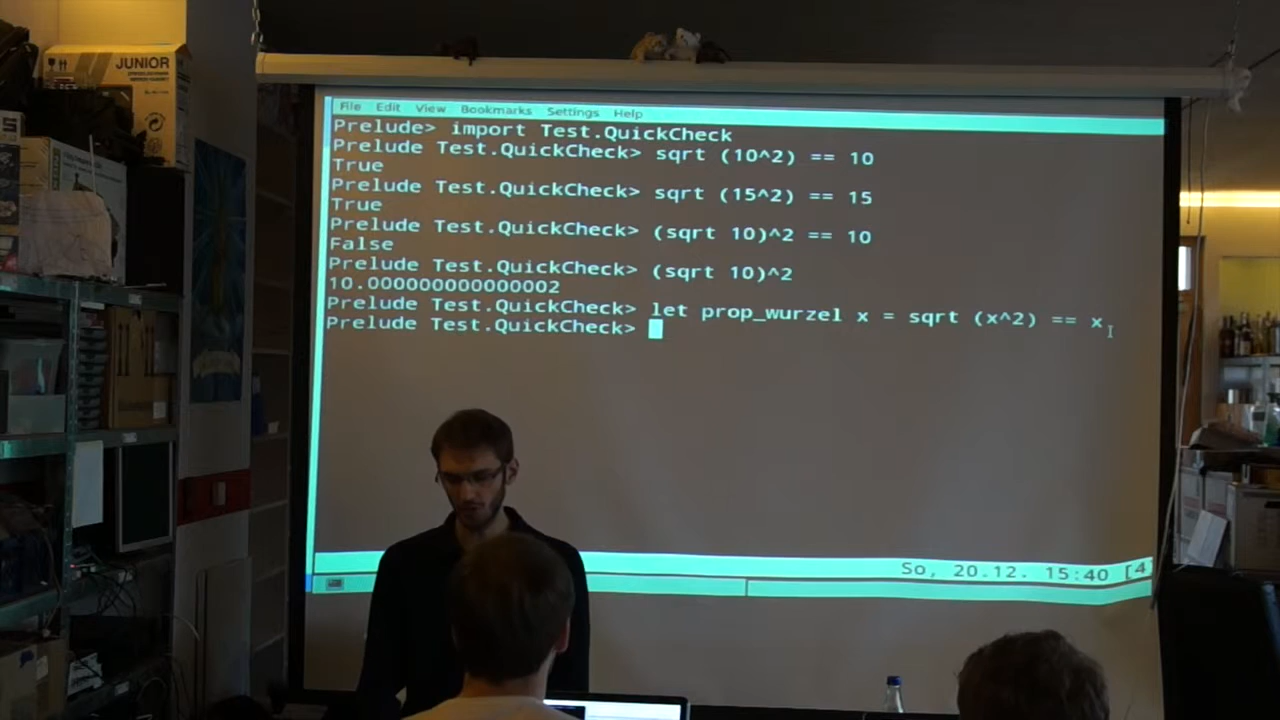 JUNIOR
File Edit View Bookmarks Settings Help
Prelude> import Test.QuickCheck
Prelude Test.QuickCheck> sqrt (10^2) == 10
True
Prelude Test.QuickCheck> sqrt (15^2) == 15
True
Prelude Test.QuickCheck> (sqrt 10)^2 == 10
False
Prelude Test.QuickCheck> (sqrt 10)^2
10.000000000000002
Prelude Test.QuickCheck> let prop_wurzel x = sqrt (x^2) == x
Prelude Test.QuickCheck>
So, 20.12. 15:40 [4